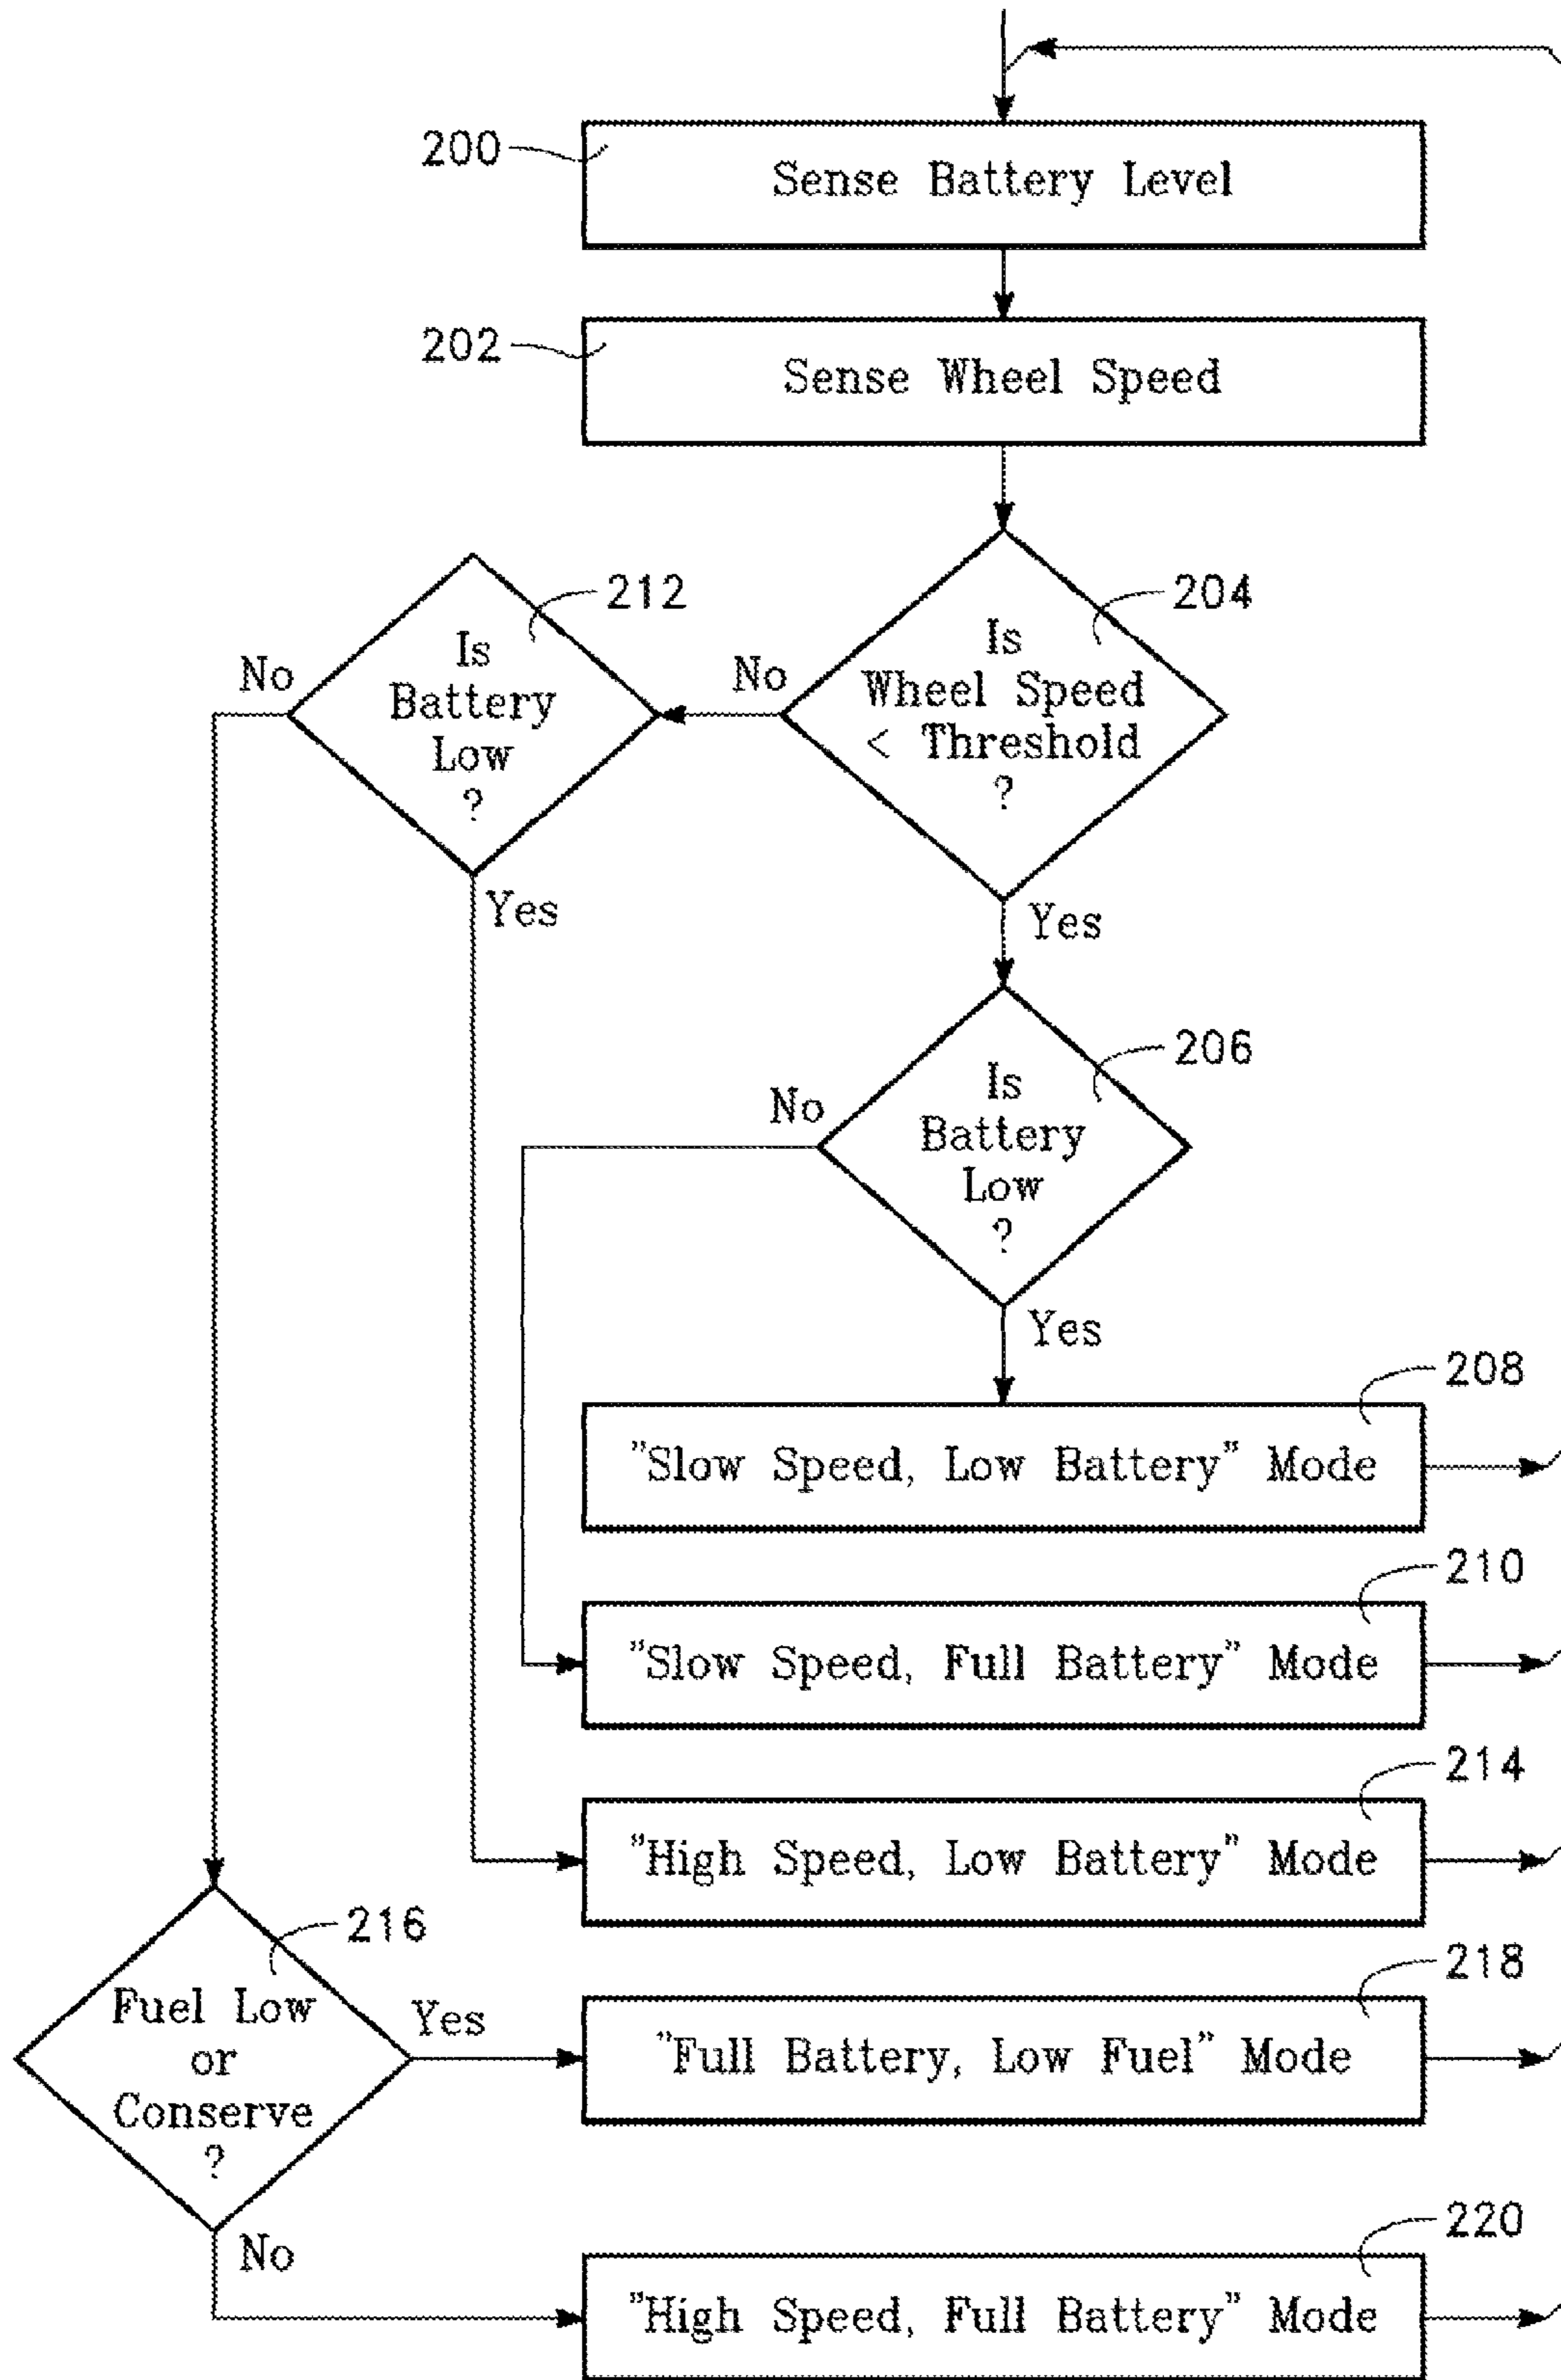 200
Sense Battery Level
202
Sense Wheel Speed
212
204
Is
Battery
Low
?
No
Yes
Is
Wheel Speed
< Threshold
?
No
Yes
206
Is
Battery
Low
?
No
Yes
208
"Slow Speed, Low Battery" Mode
210
"Slow Speed, Full Battery" Mode
214
"High Speed, Low Battery" Mode
216
Fuel Low
or
Conserve
?
Yes
No
218
"Full Battery, Low Fuel" Mode
220
"High Speed, Full Battery" Mode